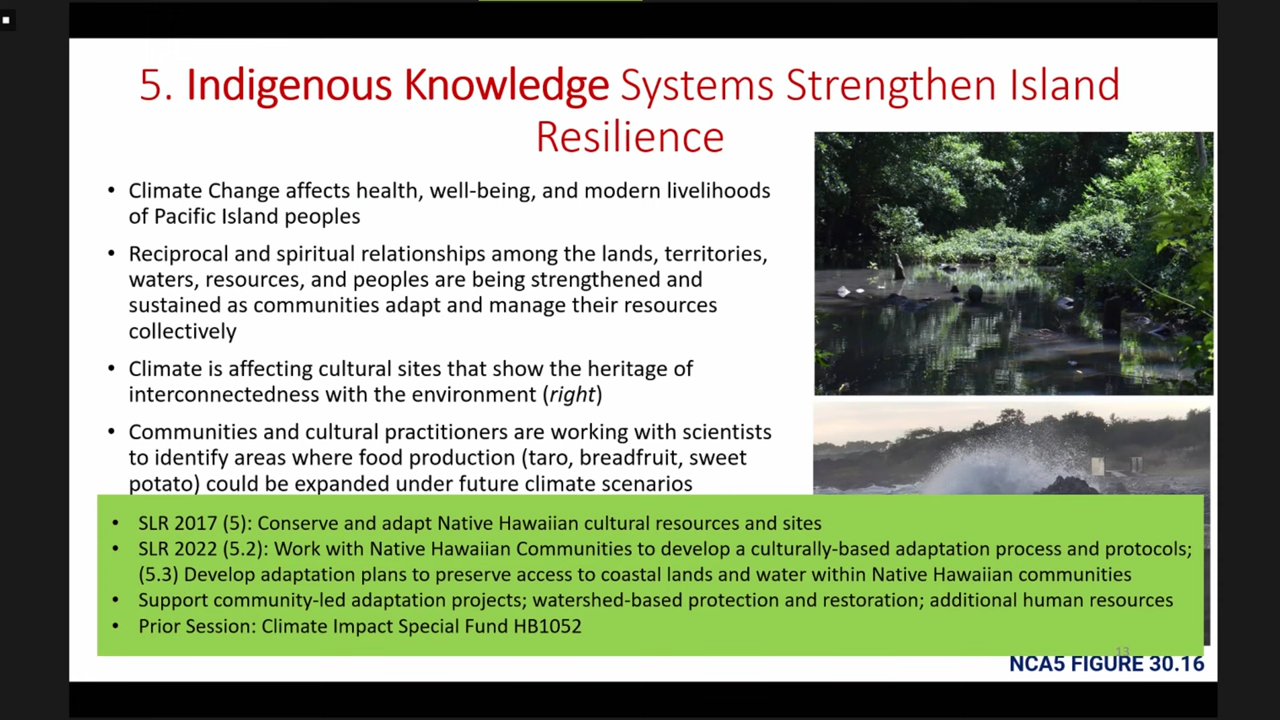 5. Indigenous Knowledge Systems Strengthen Island
Resilience
• Climate Change affects health, well-being, and modern livelihoods
of Pacific Island peoples
• Reciprocal and spiritual relationships among the lands, territories,
waters, resources, and peoples are being strengthened and
sustained as communities adapt and manage their resources
collectively
• Climate is affecting cultural sites that show the heritage of
interconnectedness with the environment (right)
• Communities and cultural practitioners are working with scientists
to identify areas where food production (taro, breadfruit, sweet
potato) could be expanded under future climate scenarios
• SLR 2017 (5): Conserve and adapt Native Hawaiian cultural resources and sites
• SLR 2022 (5.2): Work with Native Hawaiian Communities to develop a culturally-based adaptation process and protocols;
(5.3) Develop adaptation plans to preserve access to coastal lands and water within Native Hawaiian communities
• Support community-led adaptation projects; watershed-based protection and restoration; additional human resources
• Prior Session: Climate Impact Special Fund HB1052
13
NCA5 FIGURE 30.16